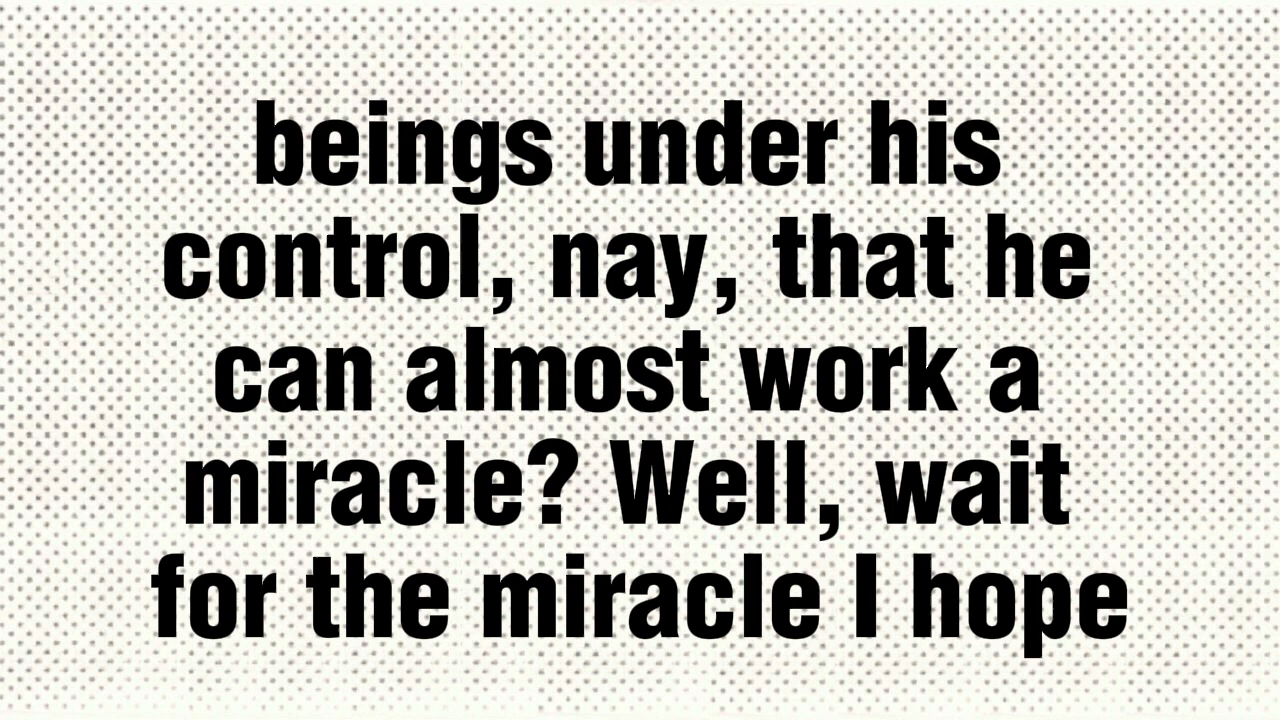 beings under his
control, nay, that he
can almost work a
miracle? Well, wait
for the miracle I hope